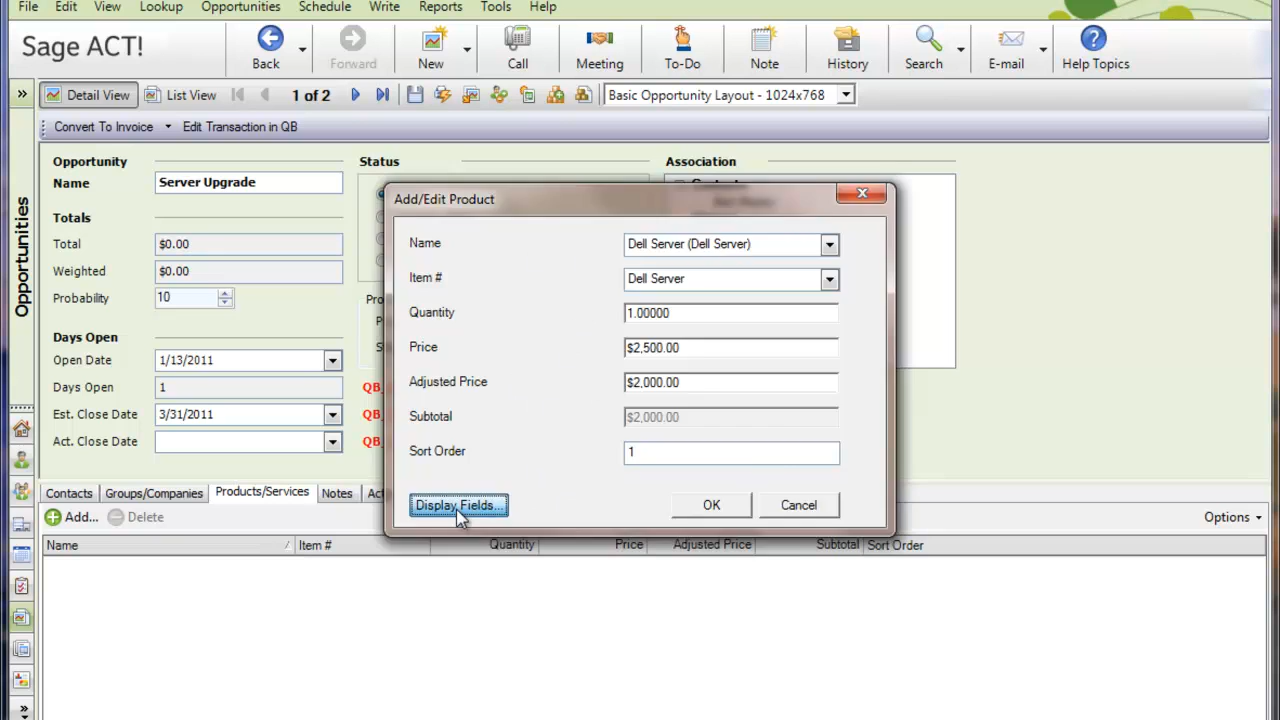 File Edit View Lookup Opportunities Schedule Write Reports Tools Help
Sage ACT!
Back Forward New Call Meeting To-Do Note History Search E-mail Help Topics
» Detail View List View 1 of 2 Basic Opportunity Layout - 1024x768
Convert To Invoice Edit Transaction in QB
Opportunities
Opportunity Status Association
Name Server Upgrade
Totals
Total $0.00
Weighted $0.00
Probability 10
Days Open
Open Date 1/13/2011
Days Open 1 QB
Est. Close Date 3/31/2011 QB
Act. Close Date QB
Add/Edit Product
Name Dell Server (Dell Server)
Item # Dell Server
Quantity 1.00000
Price $2,500.00
Adjusted Price $2,000.00
Subtotal $2,000.00
Sort Order 1
Display Fields... OK Cancel
Contacts Groups/Companies Products/Services Notes
Add... Delete Options
Name Item # Quantity Price Adjusted Price Subtotal Sort Order
»